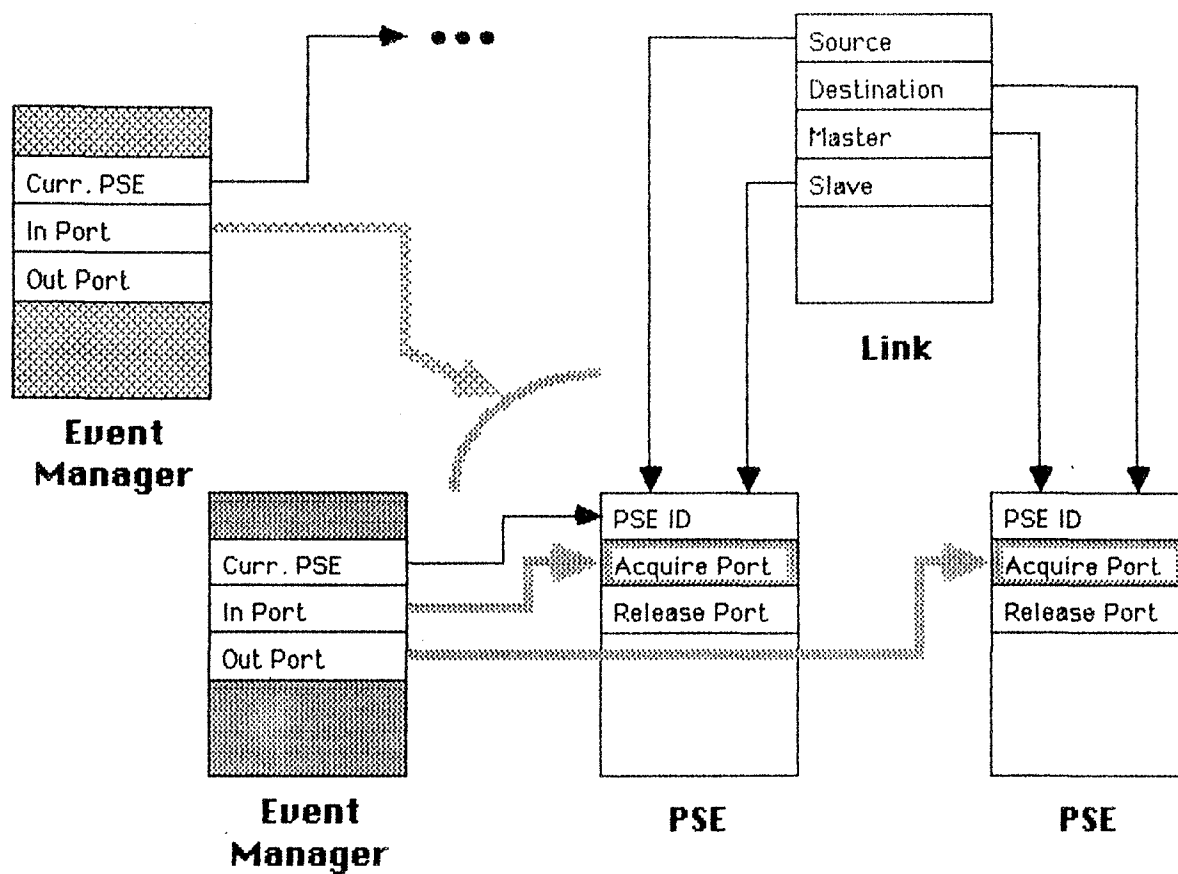 Source
Destination
Master
Slave
Link
Curr. PSE
In Port
Out Port
Event
Manager
Curr. PSE
In Port
Out Port
Event
Manager
PSE ID
Acquire Port
Release Port
PSE
PSE ID
Acquire Port
Release Port
PSE